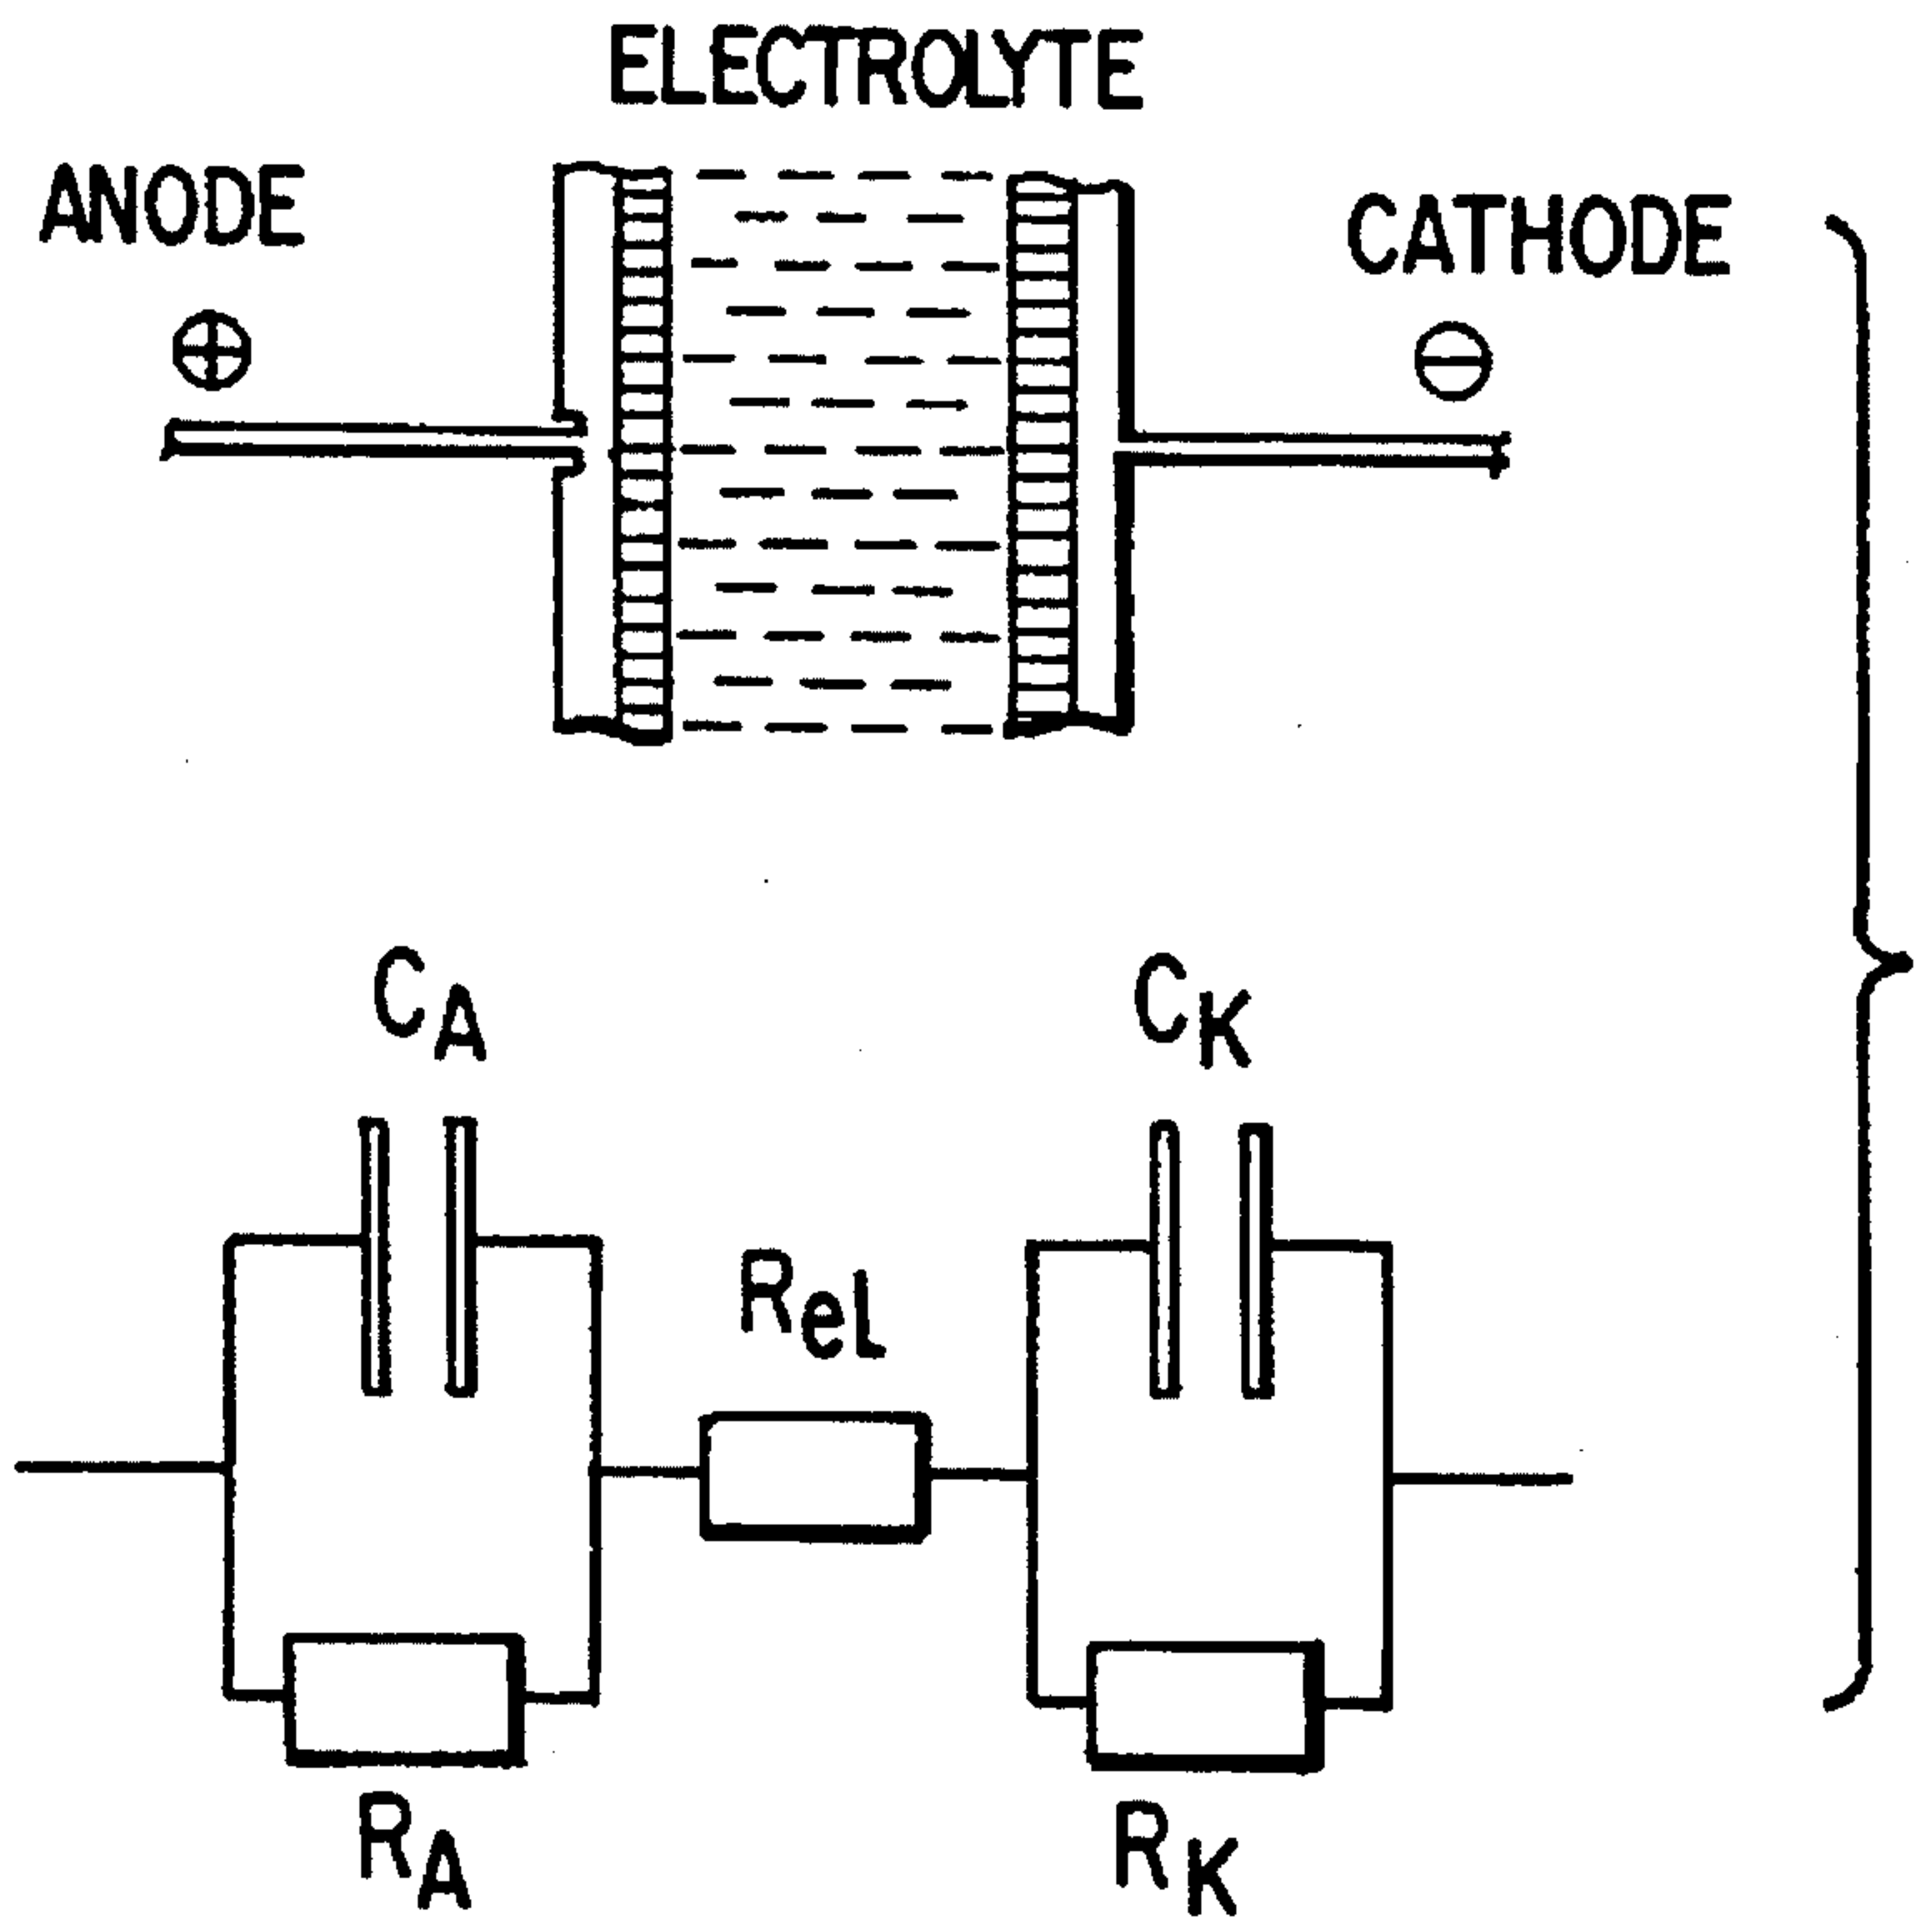 ELECTROLYTE
ANODE
CATHODE
⊕
⊖
CA
CK
Rel
RA
RK